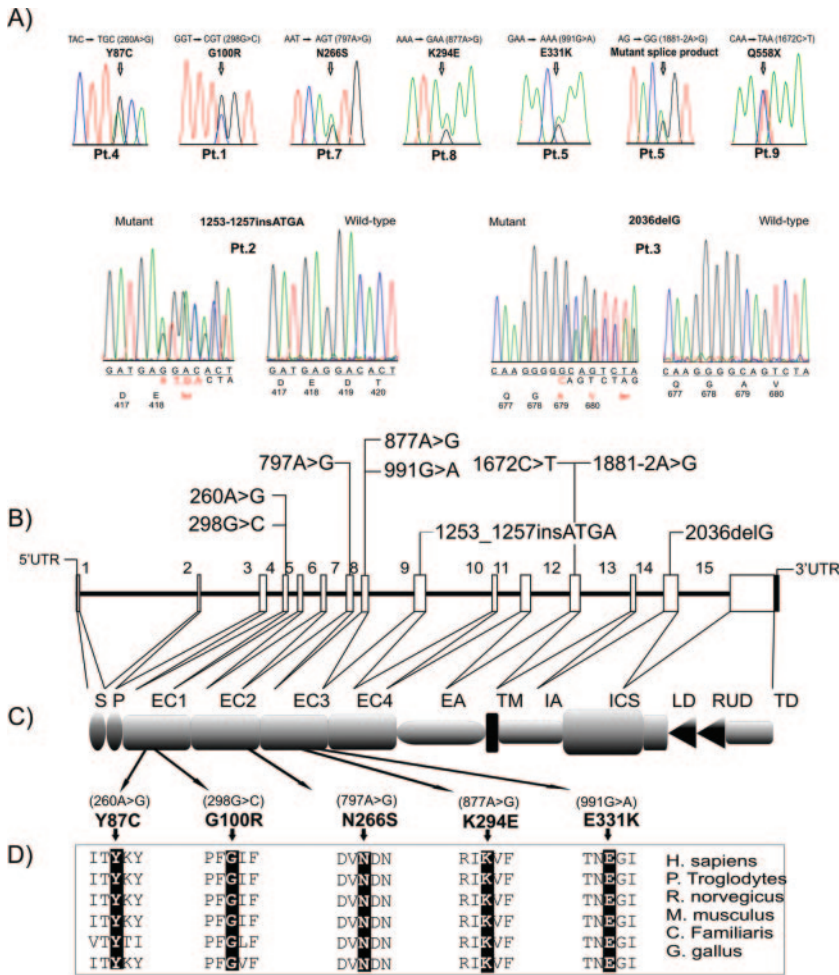 A)
TAC → TGC (260A>G) GGT → CGT (298G>C) AAT → AGT (797A>G) AAA → GAA (877A>G) GAA → AAA (991G>A) AG → GG (1881-2A>G) CAA → TAA (1672C>T)
Y87C G100R N266S K294E E331K Mutant splice product Q558X
Pt.4 Pt.1 Pt.7 Pt.8 Pt.5 Pt.5 Pt.9
Mutant 1253-1257insATGA Wild-type Mutant 2036delG Wild-type
Pt.2 Pt.3
GATGAGGACACT GATGAGGACACT CAAGGGGGCAGTCTA CAAGGGGGCAGTCTA
ATGACTA CAGTCTAG
D E D E D T Q G Q G A V
417 418 417 418 419 420 677 678 679 680 677 678 679 680
877A>G
797A>G 991G>A 1672C>T 1881-2A>G
260A>G
B) 298G>C 1253_1257insATGA 2036delG
5'UTR 1 2 3 4 5 6 7 8 9 10 11 12 13 14 15 3'UTR
S P EC1 EC2 EC3 EC4 EA TM IA ICS LD RUD TD
C)
(260A>G) (298G>C) (797A>G) (877A>G) (991G>A)
Y87C G100R N266S K294E E331K
D)
ITYKY PFGIF DVNDN RIKVF TNEGI H. sapiens
ITYKY PFGIF DVNDN RIKVF TNEGI P. Troglodytes
ITYKY PFGIF DVNDN RIKVF TNEGI R. norvegicus
ITYKY PFGIF DVNDN RIKVF TNEGI M. musculus
VTYTI PFGLF DVNDN RIKVF TNEGI C. Familiaris
ITYKY PFGVF DVNDN RIKVF TNEGI G. gallus